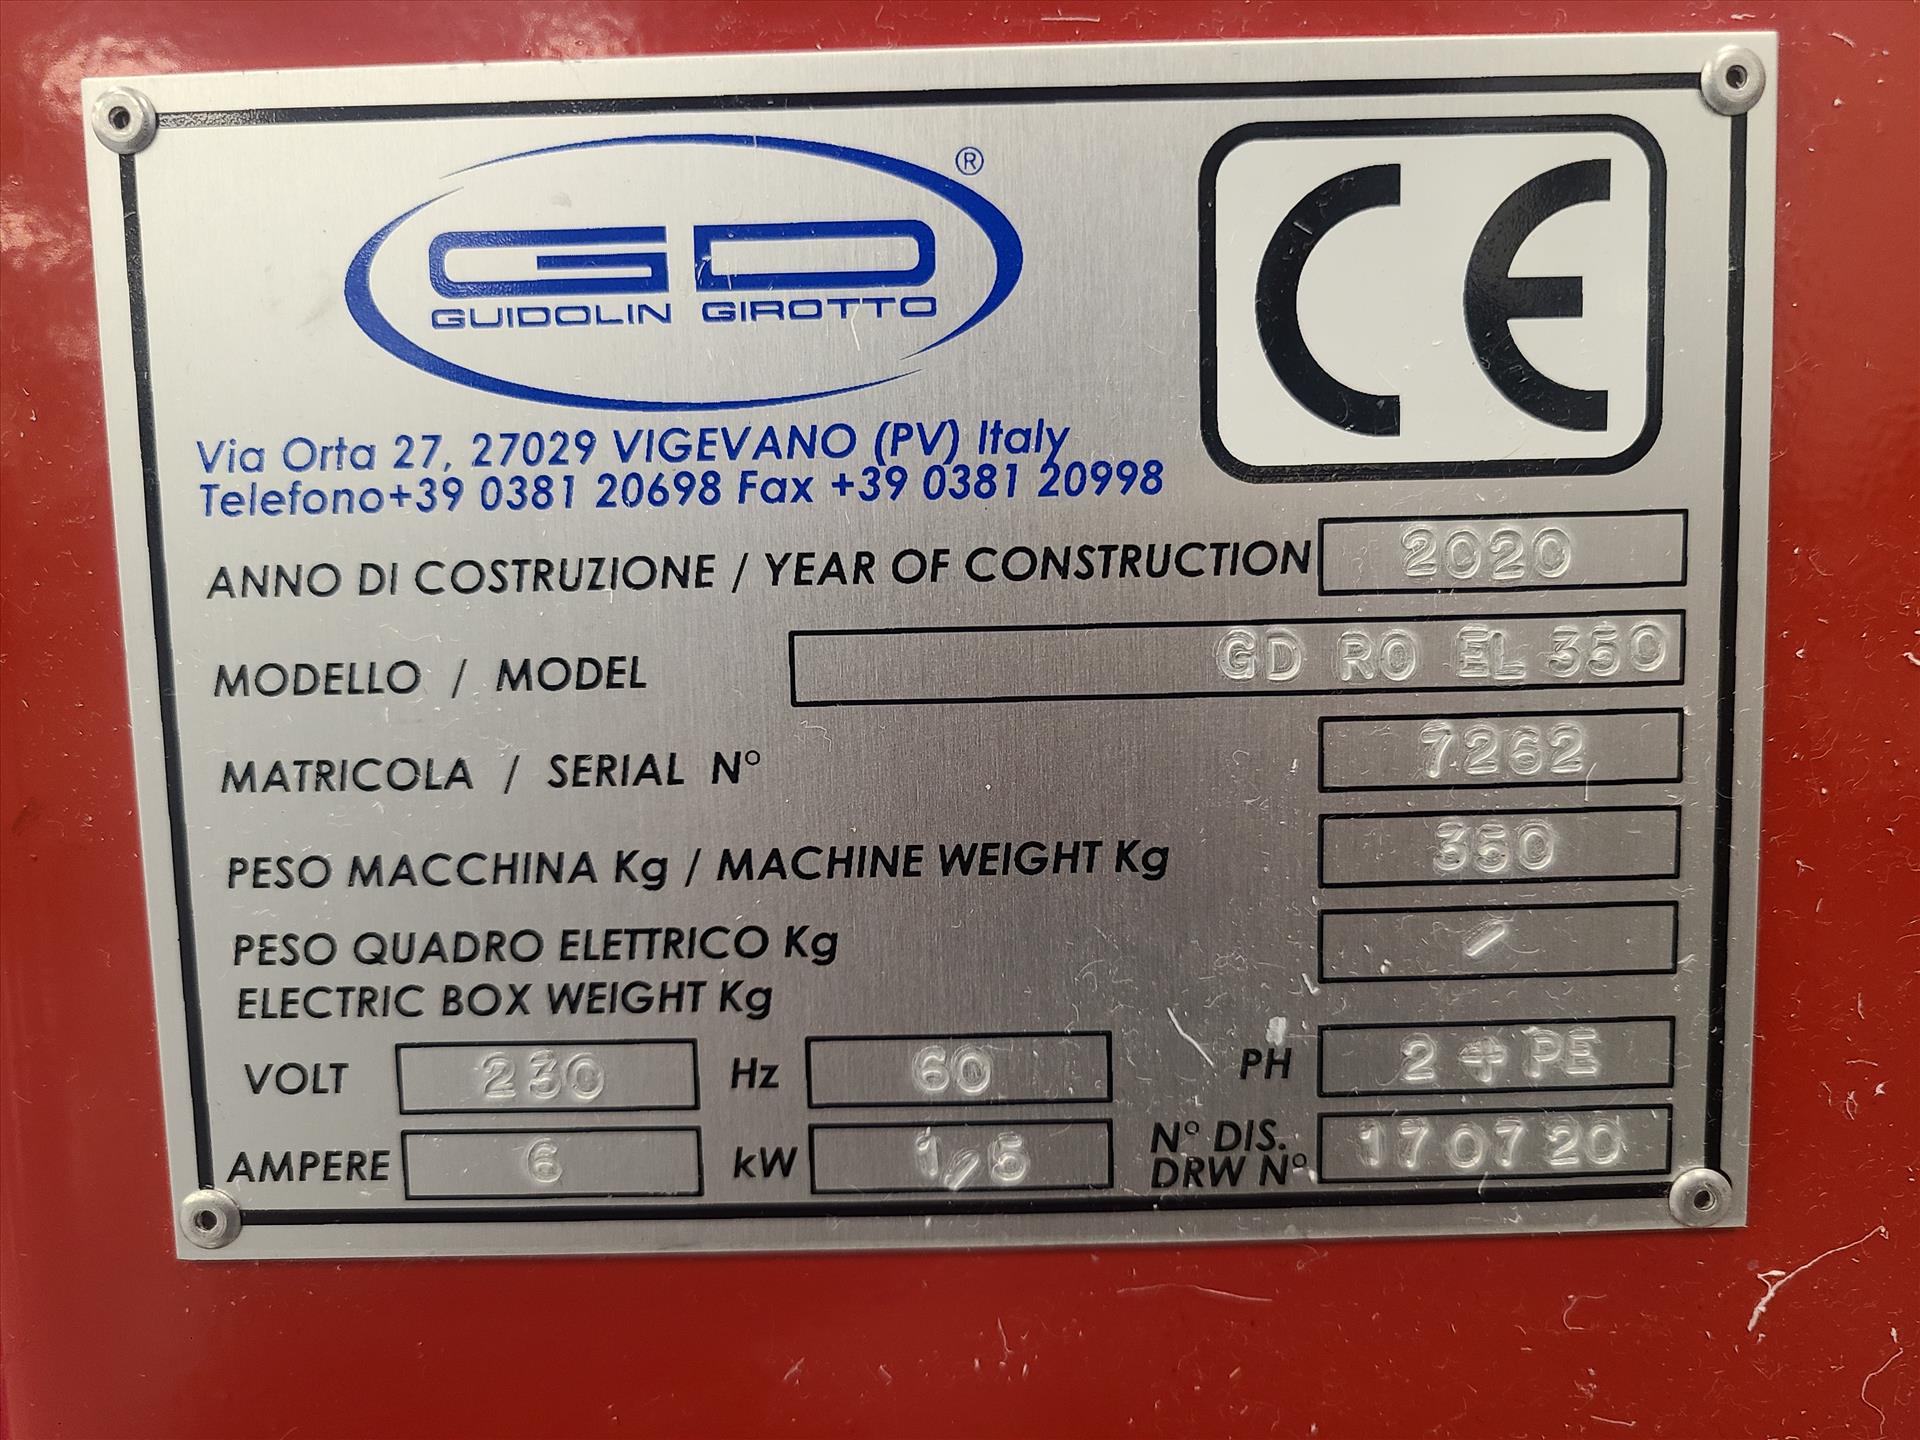 GD ®
GUIDOLIN GIROTTO
CE
Via Orta 27, 27029 VIGEVANO (PV) Italy
Telefono+39 0381 20698 Fax +39 0381 20998
ANNO DI COSTRUZIONE / YEAR OF CONSTRUCTION 2020
MODELLO / MODEL GD RO EL 350
MATRICOLA / SERIAL N° 7262
PESO MACCHINA Kg / MACHINE WEIGHT Kg 350
PESO QUADRO ELETTRICO Kg /
ELECTRIC BOX WEIGHT Kg
VOLT 230 Hz 60 PH 2 + PE
AMPERE 6 kW 1,5 N° DIS. 170720
DRW N°